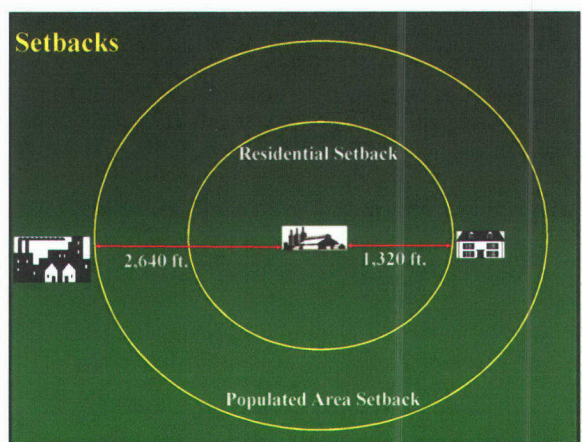 Setbacks
Residential Setback
2,640 ft.
1,320 ft.
Populated Area Setback